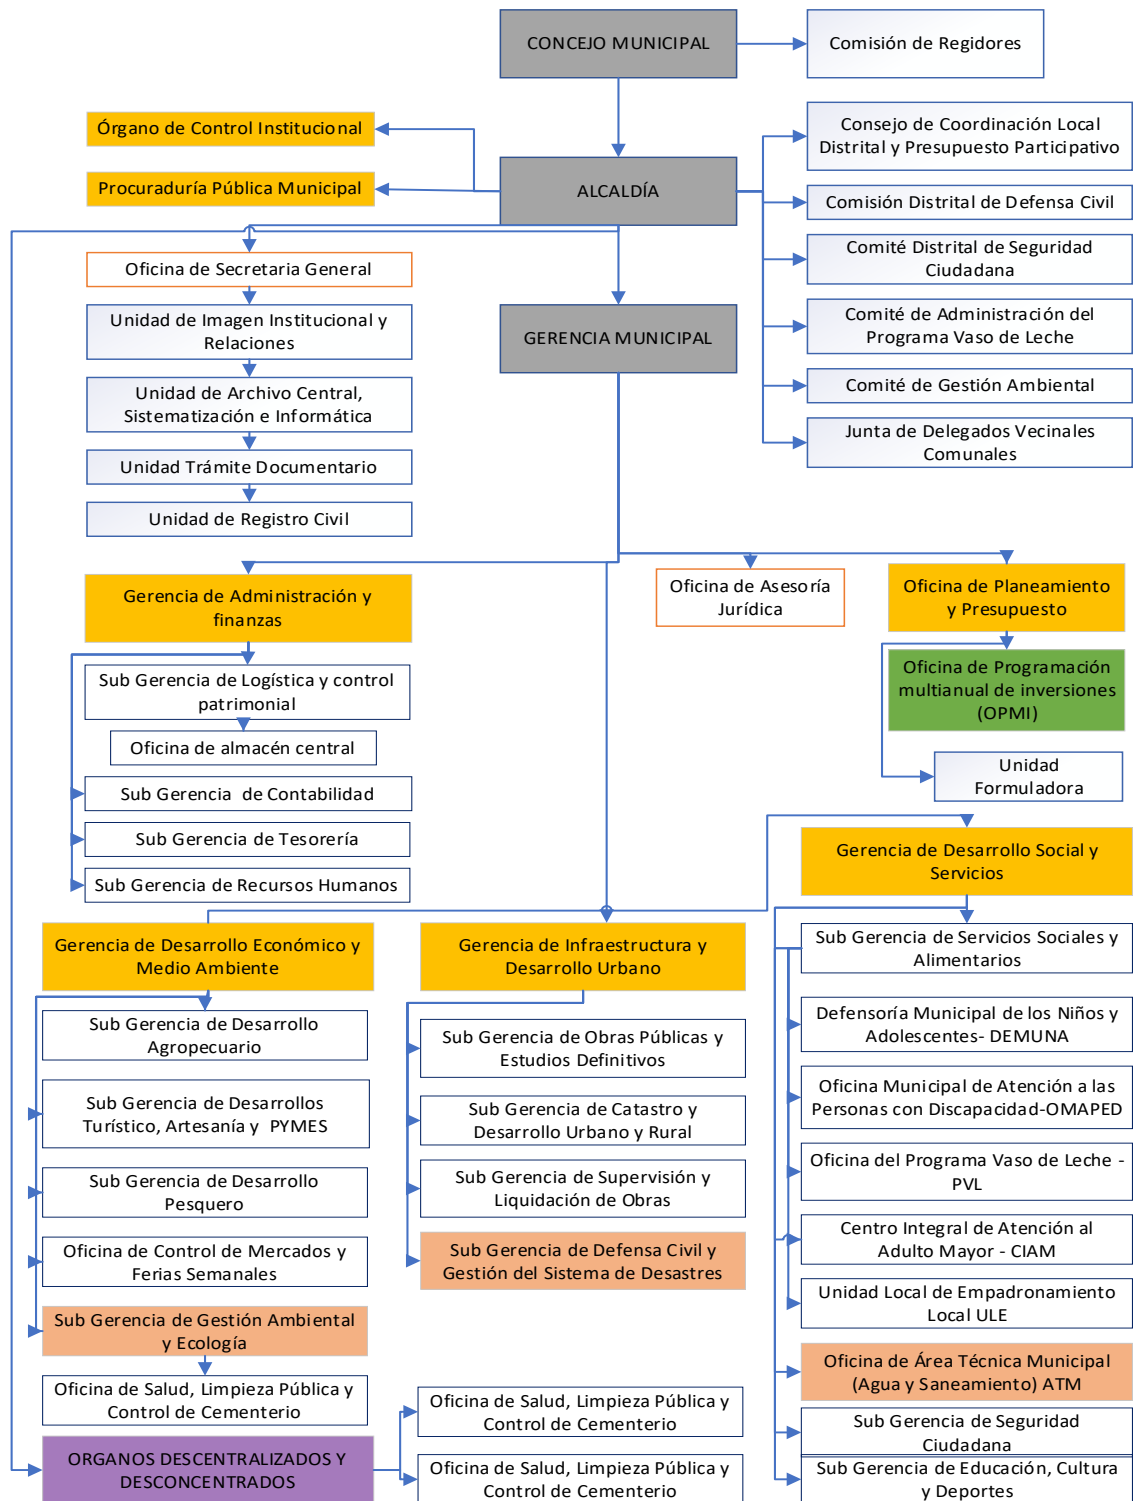 CONCEJO MUNICIPAL
Comisión de Regidores
Órgano de Control Institucional
Consejo de Coordinación Local
Distrital y Presupuesto Participativo
Procuraduría Pública Municipal
ALCALDÍA
Comisión Distrital de Defensa Civil
Comité Distrital de Seguridad
Ciudadana
Oficina de Secretaria General
Unidad de Imagen Institucional y
Relaciones
GERENCIA MUNICIPAL
Comité de Administración del
Programa Vaso de Leche
Unidad de Archivo Central,
Sistematización e Informática
Comité de Gestión Ambiental
Unidad Trámite Documentario
Junta de Delegados Vecinales
Comunales
Unidad de Registro Civil
Gerencia de Administración y
finanzas
Oficina de Asesoría
Jurídica
Oficina de Planeamiento
y Presupuesto
Sub Gerencia de Logística y control
patrimonial
Oficina de Programación
multianual de inversiones
(OPMI)
Oficina de almacén central
Unidad
Formuladora
Sub Gerencia  de Contabilidad
Sub Gerencia de Tesorería
Sub Gerencia de Recursos Humanos
Gerencia de Desarrollo Social y
Servicios
Gerencia de Desarrollo Económico y
Medio Ambiente
Gerencia de Infraestructura y
Desarrollo Urbano
Sub Gerencia de Servicios Sociales y
Alimentarios
Sub Gerencia de Desarrollo
Agropecuario
Sub Gerencia de Obras Públicas y
Estudios Definitivos
Defensoría Municipal de los Niños y
Adolescentes- DEMUNA
Sub Gerencia de Desarrollos
Turístico, Artesanía y  PYMES
Sub Gerencia de Catastro y
Desarrollo Urbano y Rural
Oficina Municipal de Atención a las
Personas con Discapacidad-OMAPED
Sub Gerencia de Desarrollo
Pesquero
Sub Gerencia de Supervisión y
Liquidación de Obras
Oficina del Programa Vaso de Leche -
PVL
Oficina de Control de Mercados y
Ferias Semanales
Sub Gerencia de Defensa Civil y
Gestión del Sistema de Desastres
Centro Integral de Atención al
Adulto Mayor - CIAM
Sub Gerencia de Gestión Ambiental
y Ecología
Unidad Local de Empadronamiento
Local ULE
Oficina de Salud, Limpieza Pública y
Control de Cementerio
Oficina de Área Técnica Municipal
(Agua y Saneamiento) ATM
Oficina de Salud, Limpieza Pública y
Control de Cementerio
Sub Gerencia de Seguridad
Ciudadana
ORGANOS DESCENTRALIZADOS Y
DESCONCENTRADOS
Oficina de Salud, Limpieza Pública y
Control de Cementerio
Sub Gerencia de Educación, Cultura
y Deportes